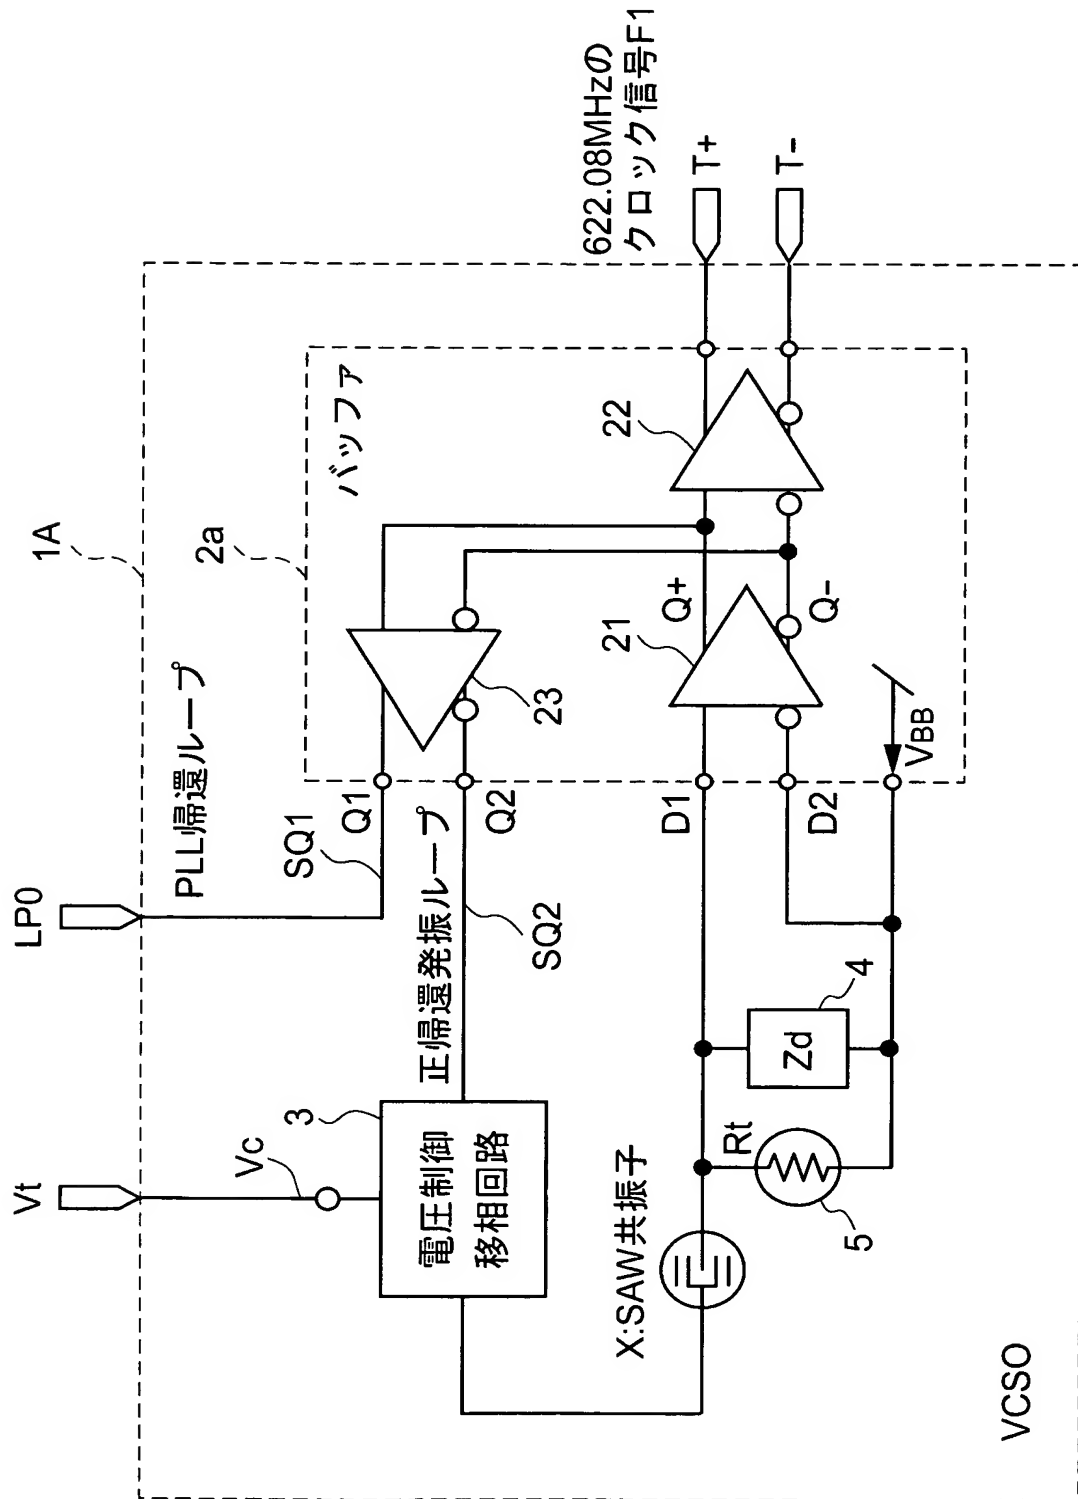 1A
LP0
Vt
PLL帰還ループ
2a
バッファ
622.08MHzの
クロック信号F1
T+
T-
SQ1
Q1
Q2
23
22
正帰還発振ループ
SQ2
Vc
3
電圧制御
移相回路
21
Q+
Q-
D1
D2
VBB
X:SAW共振子
Rt
5
Zd
4
VCSO